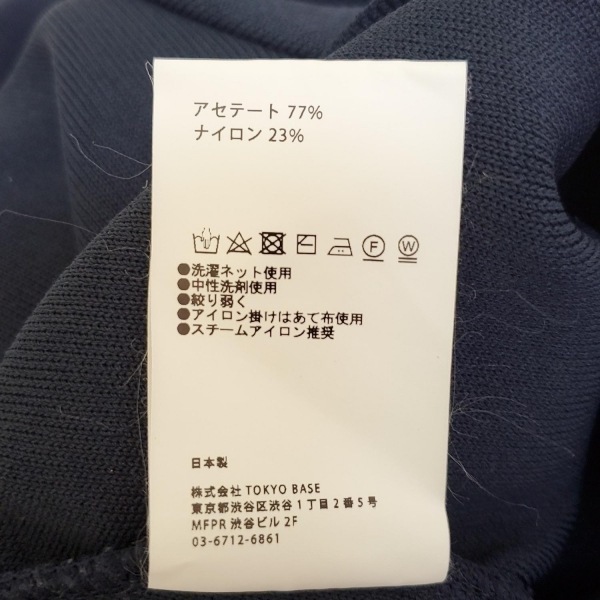 アセテート 77%
ナイロン 23%
F W
●洗濯ネット使用
●中性洗剤使用
●絞り弱く
●アイロン掛けはあて布使用
●スチームアイロン推奨
日本製
株式会社 TOKYO BASE
東京都渋谷区渋谷1丁目2番5号
MFPR 渋谷ビル 2F
03-6712-6861